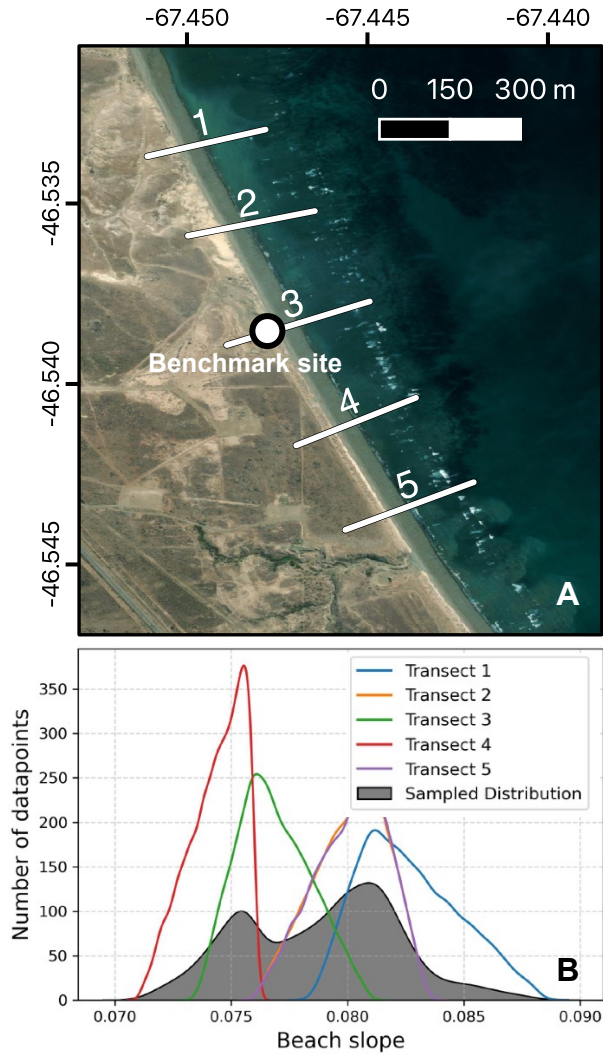 -67.450 -67.445 -67.440
0 150 300 m
1
2
3
Benchmark site
4
5
A
-46.535
-46.540
-46.545
Transect 1
Transect 2
Transect 3
Transect 4
Transect 5
Sampled Distribution
Number of datapoints
350
300
250
200
150
100
50
0
B
0.070 0.075 0.080 0.085 0.090
Beach slope